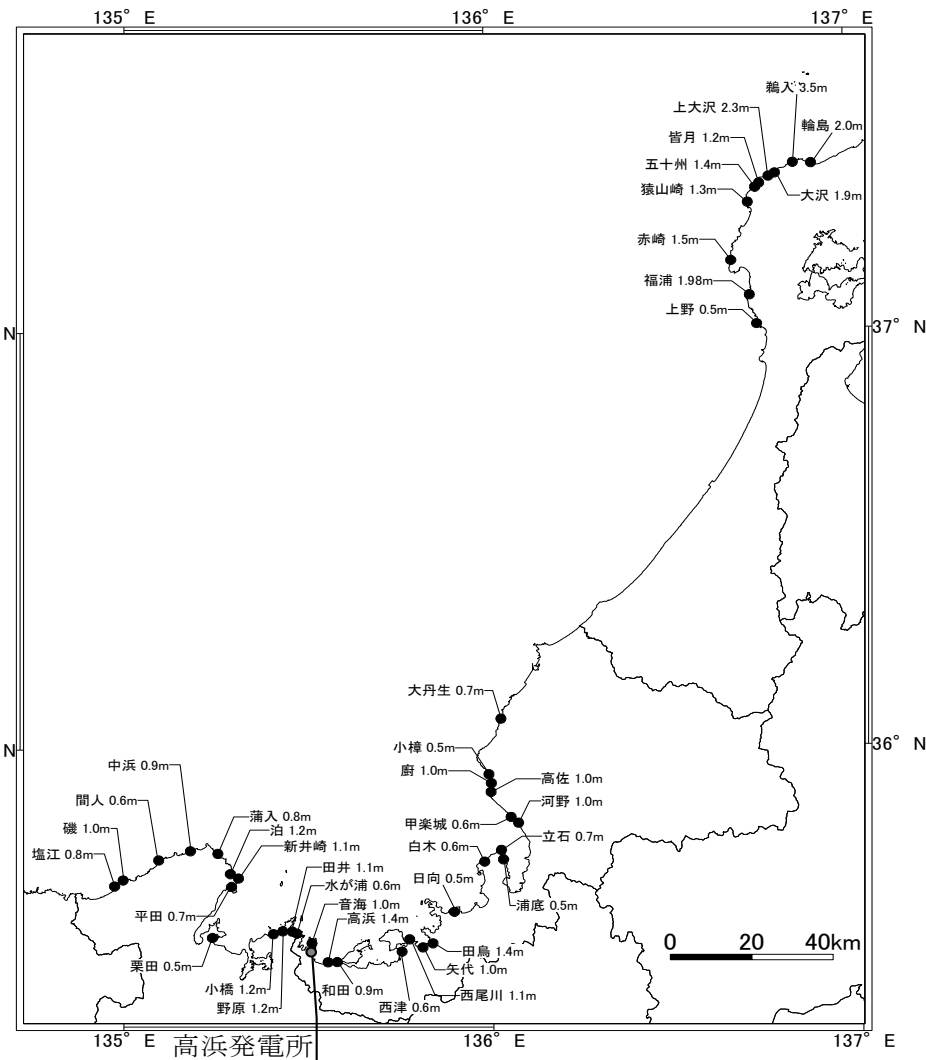 135° E 136° E 137° E
鵜入 3.5m
上大沢 2.3m
輪島 2.0m
皆月 1.2m
五十州 1.4m
猿山崎 1.3m
大沢 1.9m
赤崎 1.5m
福浦 1.98m
上野 0.5m
N
37° N
大丹生 0.7m
N
36° N
小樟 0.5m
中浜 0.9m
廚 1.0m
高佐 1.0m
間人 0.6m
河野 1.0m
蒲入 0.8m
甲楽城 0.6m
磯 1.0m
泊 1.2m
立石 0.7m
新井崎 1.1m
白木 0.6m
塩江 0.8m
田井 1.1m
水が浦 0.6m
日向 0.5m
音海 1.0m
浦底 0.5m
平田 0.7m
高浜 1.4m
0 20 40km
田烏 1.4m
栗田 0.5m
矢代 1.0m
小橋 1.2m
和田 0.9m
西尾川 1.1m
野原 1.2m
西津 0.6m
135° E 136° E 137° E
高浜発電所